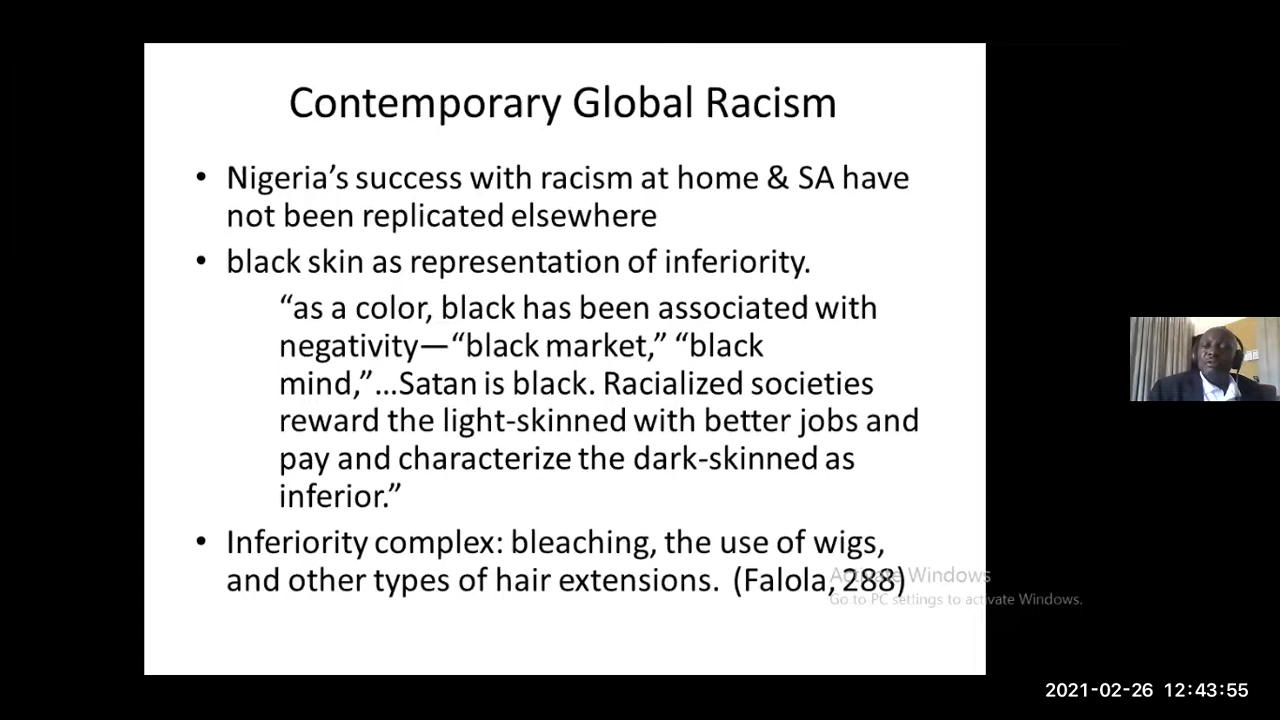 Contemporary Global Racism
• Nigeria’s success with racism at home & SA have
not been replicated elsewhere
• black skin as representation of inferiority.
“as a color, black has been associated with
negativity—“black market,” “black
mind,”...Satan is black. Racialized societies
reward the light-skinned with better jobs and
pay and characterize the dark-skinned as
inferior.”
• Inferiority complex: bleaching, the use of wigs,
and other types of hair extensions. (Falola, 288)
Activate Windows
Go to PC settings to activate Windows.
2021-02-26 12:43:55